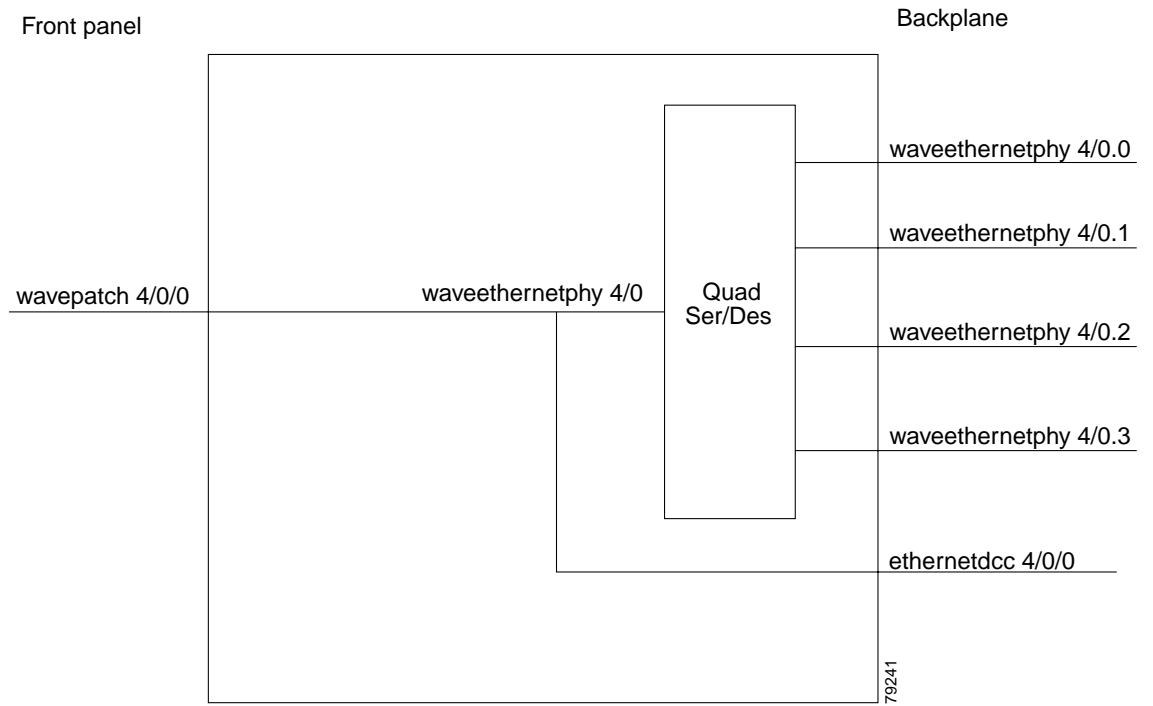 Front panel
Backplane
waveethernetphy 4/0.0
waveethernetphy 4/0.1
wavepatch 4/0/0
waveethernetphy 4/0
Quad
Ser/Des
waveethernetphy 4/0.2
waveethernetphy 4/0.3
ethernetdcc 4/0/0
79241